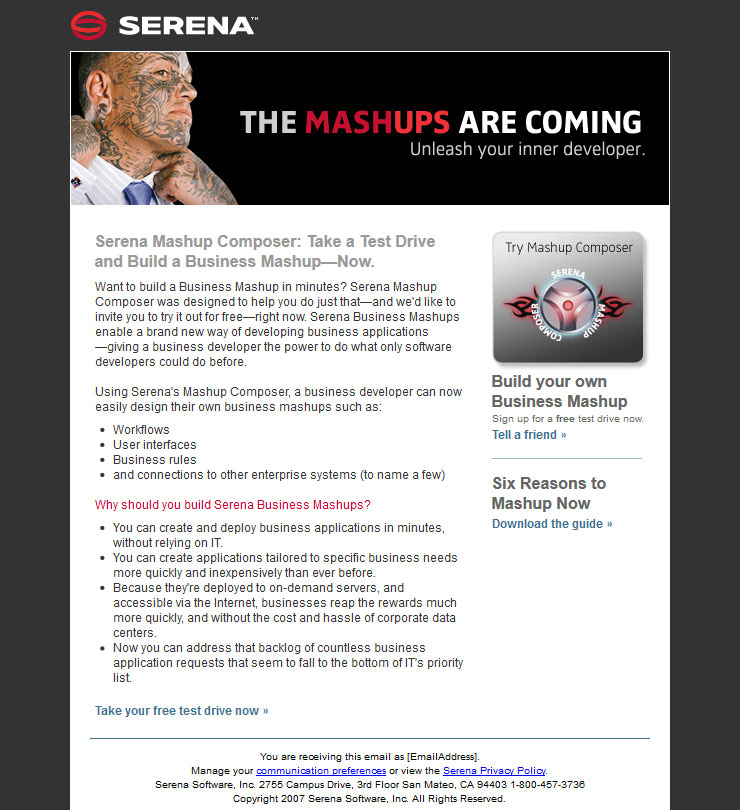 SERENA™
THE MASHUPS ARE COMING
Unleash your inner developer.
Serena Mashup Composer: Take a Test Drive
and Build a Business Mashup—Now.
Want to build a Business Mashup in minutes? Serena Mashup
Composer was designed to help you do just that—and we'd like to
invite you to try it out for free—right now. Serena Business Mashups
enable a brand new way of developing business applications
—giving a business developer the power to do what only software
developers could do before.
Using Serena's Mashup Composer, a business developer can now
easily design their own business mashups such as:
• Workflows
• User interfaces
• Business rules
• and connections to other enterprise systems (to name a few)
Why should you build Serena Business Mashups?
• You can create and deploy business applications in minutes,
without relying on IT.
• You can create applications tailored to specific business needs
more quickly and inexpensively than ever before.
• Because they're deployed to on-demand servers, and
accessible via the Internet, businesses reap the rewards much
more quickly, and without the cost and hassle of corporate data
centers.
• Now you can address that backlog of countless business
application requests that seem to fall to the bottom of IT's priority
list.
Take your free test drive now »
Try Mashup Composer
SERENA
MASHUP
COMPOSER
Build your own
Business Mashup
Sign up for a free test drive now.
Tell a friend »
Six Reasons to
Mashup Now
Download the guide »
You are receiving this email as [EmailAddress].
Manage your communication preferences or view the Serena Privacy Policy.
Serena Software, Inc. 2755 Campus Drive, 3rd Floor San Mateo, CA 94403 1-800-457-3736
Copyright 2007 Serena Software, Inc. All Rights Reserved.